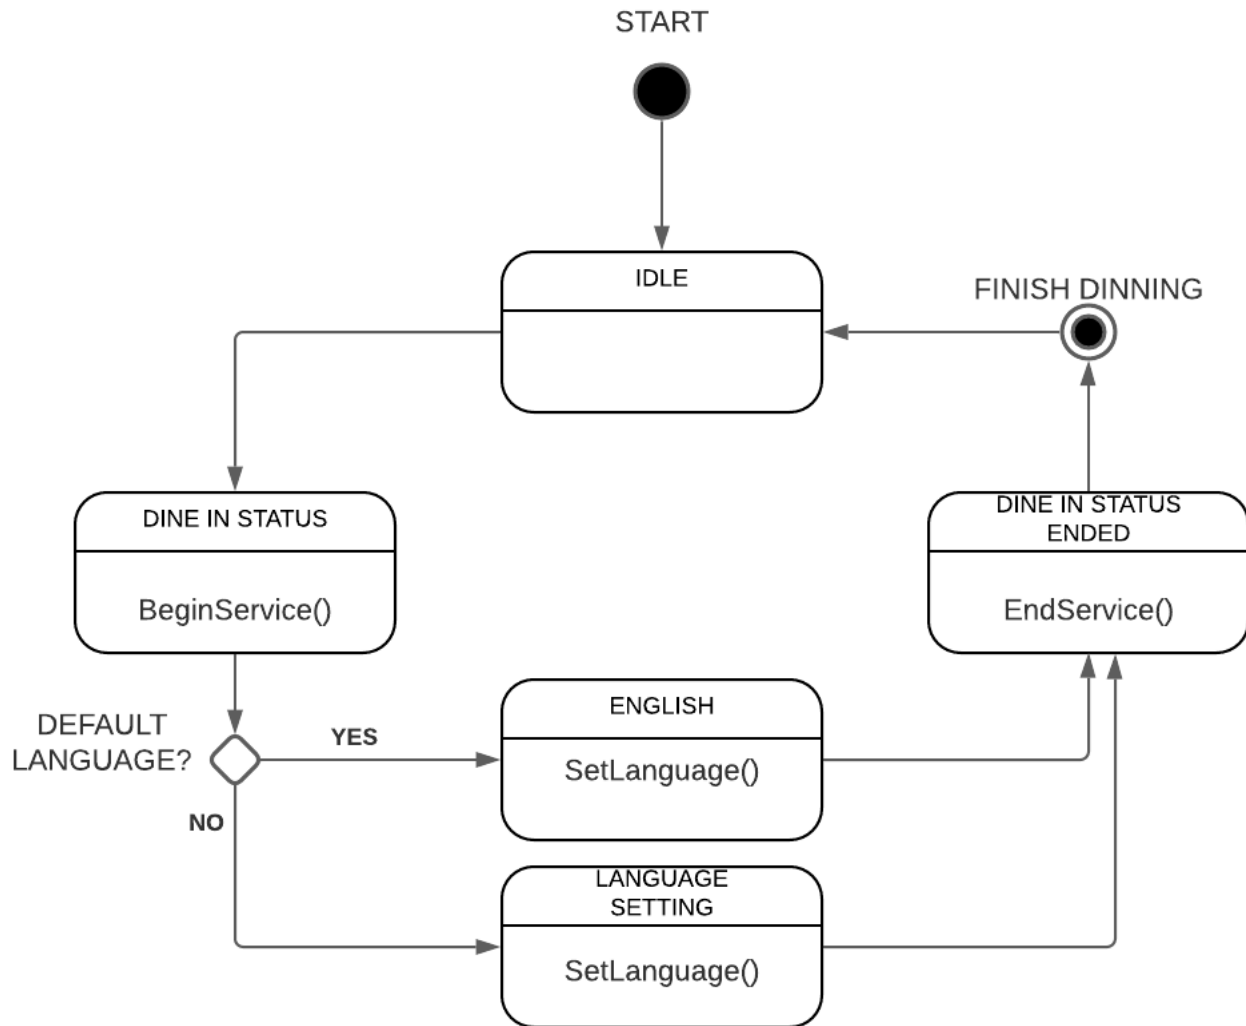 START
IDLE
FINISH DINNING
DINE IN STATUS
BeginService()
DINE IN STATUS
ENDED
EndService()
DEFAULT
LANGUAGE?
YES
NO
ENGLISH
SetLanguage()
LANGUAGE
SETTING
SetLanguage()